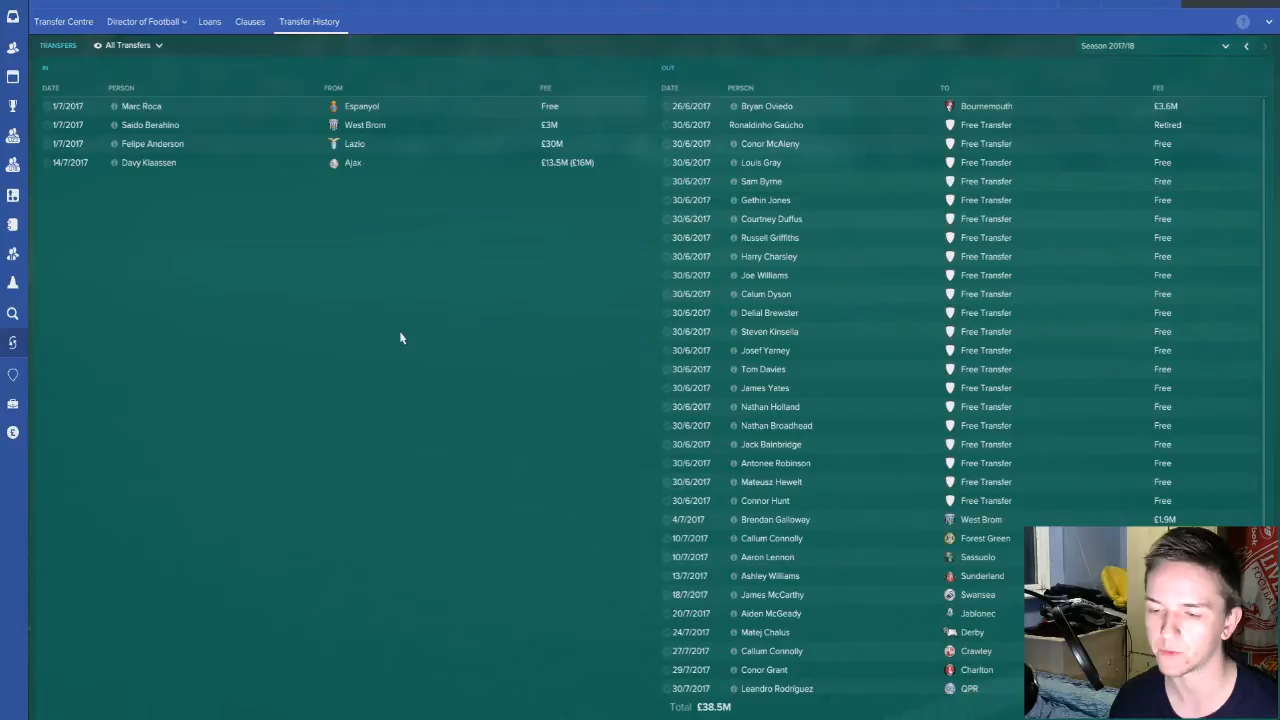 Transfer Centre Director of Football Loans Clauses Transfer History
TRANSFERS All Transfers Season 2017/18
IN
DATE PERSON FROM FEE
1/7/2017 Marc Roca Espanyol Free
1/7/2017 Saido Berahino West Brom £3M
1/7/2017 Felipe Anderson Lazio £30M
14/7/2017 Davy Klaassen Ajax £13.5M (£16M)
OUT
DATE PERSON TO FEE
26/6/2017 Bryan Oviedo Bournemouth £3.6M
30/6/2017 Ronaldinho Gaúcho Free Transfer Retired
30/6/2017 Conor McAleny Free Transfer Free
30/6/2017 Louis Gray Free Transfer Free
30/6/2017 Sam Byrne Free Transfer Free
30/6/2017 Gethin Jones Free Transfer Free
30/6/2017 Courtney Duffus Free Transfer Free
30/6/2017 Russell Griffiths Free Transfer Free
30/6/2017 Harry Charsley Free Transfer Free
30/6/2017 Joe Williams Free Transfer Free
30/6/2017 Calum Dyson Free Transfer Free
30/6/2017 Delial Brewster Free Transfer Free
30/6/2017 Steven Kinsella Free Transfer Free
30/6/2017 Josef Yarney Free Transfer Free
30/6/2017 Tom Davies Free Transfer Free
30/6/2017 James Yates Free Transfer Free
30/6/2017 Nathan Holland Free Transfer Free
30/6/2017 Nathan Broadhead Free Transfer Free
30/6/2017 Jack Bainbridge Free Transfer Free
30/6/2017 Antonee Robinson Free Transfer Free
30/6/2017 Mateusz Hewelt Free Transfer Free
30/6/2017 Connor Hunt Free Transfer Free
4/7/2017 Brendan Galloway West Brom £1.9M
10/7/2017 Callum Connolly Forest Green
10/7/2017 Aaron Lennon Sassuolo
13/7/2017 Ashley Williams Sunderland
18/7/2017 James McCarthy Swansea
20/7/2017 Aiden McGeady Jablonec
24/7/2017 Matej Chalus Derby
27/7/2017 Callum Connolly Crawley
29/7/2017 Conor Grant Charlton
30/7/2017 Leandro Rodríguez QPR
Total £38.5M